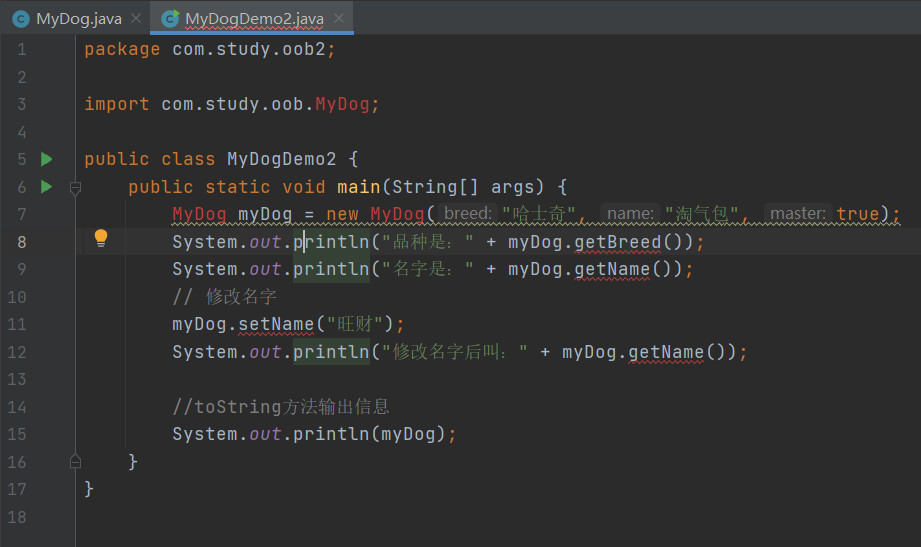 MyDog.java MyDogDemo2.java
1 package com.study.oob2;
2
3 import com.study.oob.MyDog;
4
5 public class MyDogDemo2 {
6 public static void main(String[] args) {
7 MyDog myDog = new MyDog( breed: "哈士奇", name: "淘气包", master: true);
8 System.out.println("品种是：" + myDog.getBreed());
9 System.out.println("名字是：" + myDog.getName());
10 // 修改名字
11 myDog.setName("旺财");
12 System.out.println("修改名字后叫：" + myDog.getName());
13
14 //toString方法输出信息
15 System.out.println(myDog);
16 }
17 }
18